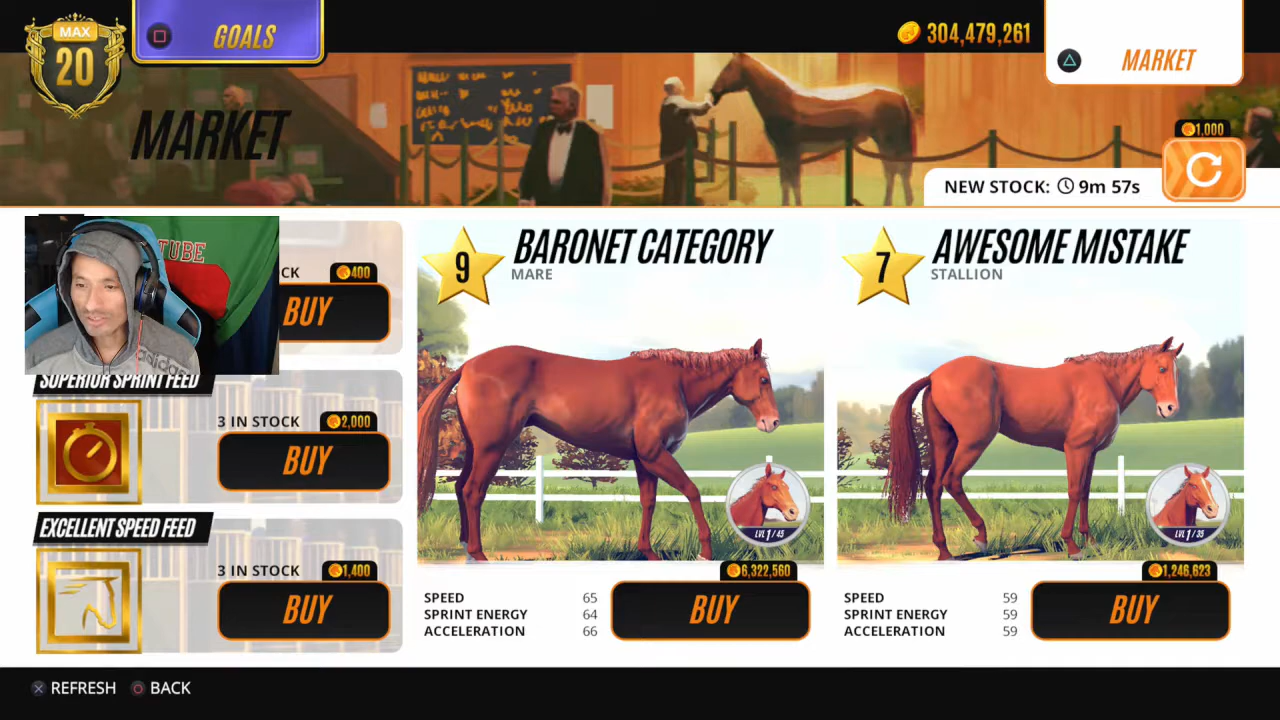 MAX
20
GOALS
304,479,261
MARKET
MARKET
1,000
NEW STOCK: 9m 57s
TUBE
CK
400
BUY
adidas
SUPERIOR SPRINT FEED
3 IN STOCK
2,000
BUY
EXCELLENT SPEED FEED
3 IN STOCK
1,400
BUY
9
BARONET CATEGORY
MARE
LVL 1/45
6,322,560
SPEED 65
SPRINT ENERGY 64
ACCELERATION 66
BUY
7
AWESOME MISTAKE
STALLION
LVL 1/35
1,246,623
SPEED 59
SPRINT ENERGY 59
ACCELERATION 59
BUY
REFRESH
BACK